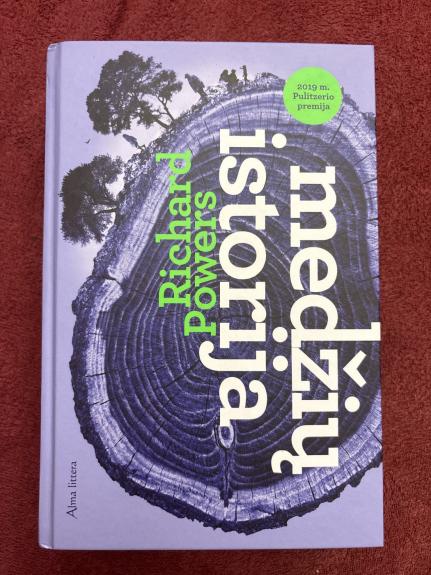 2019 m.
Pulitzerio
premija
medžių
istorija
Richard
Powers
Alma littera